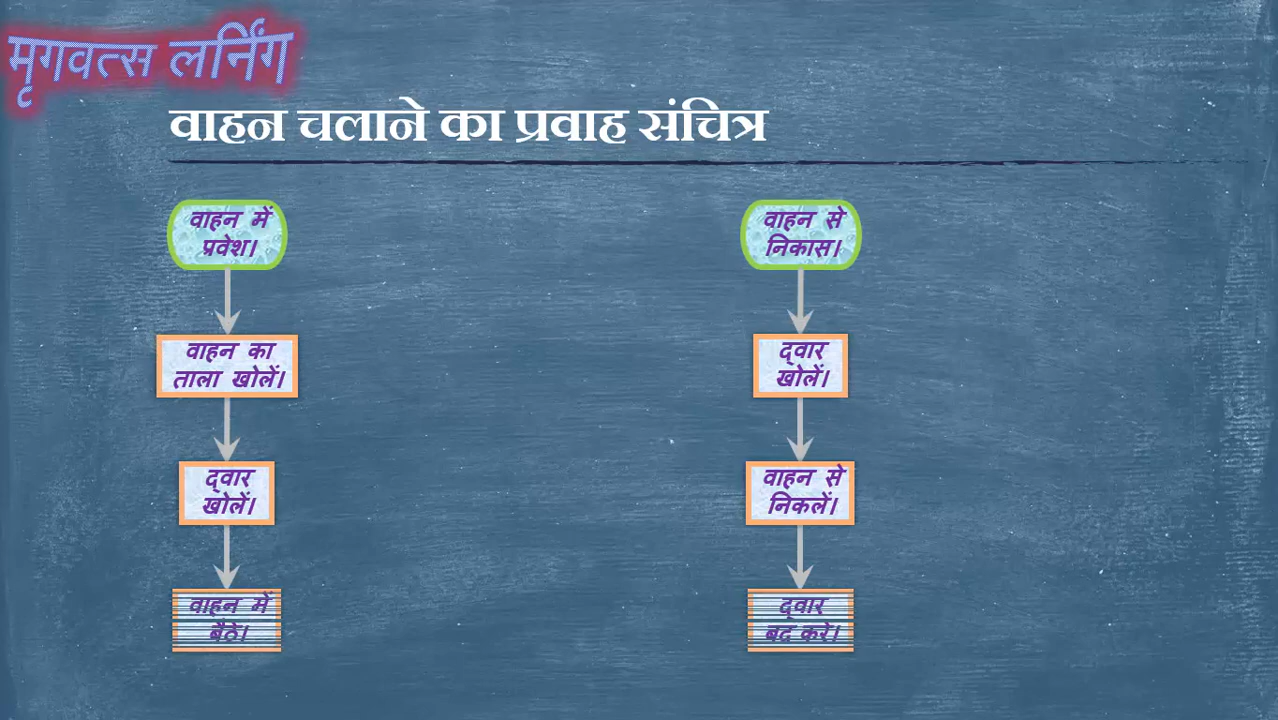 मृगवत्स लर्निंग
वाहन चलाने का प्रवाह संचित्र
वाहन में
प्रवेश।
वाहन का
ताला खोलें।
द्वार
खोलें।
वाहन में
बैठें।
वाहन से
निकास।
द्वार
खोलें।
वाहन से
निकलें।
द्वार
बंद करें।